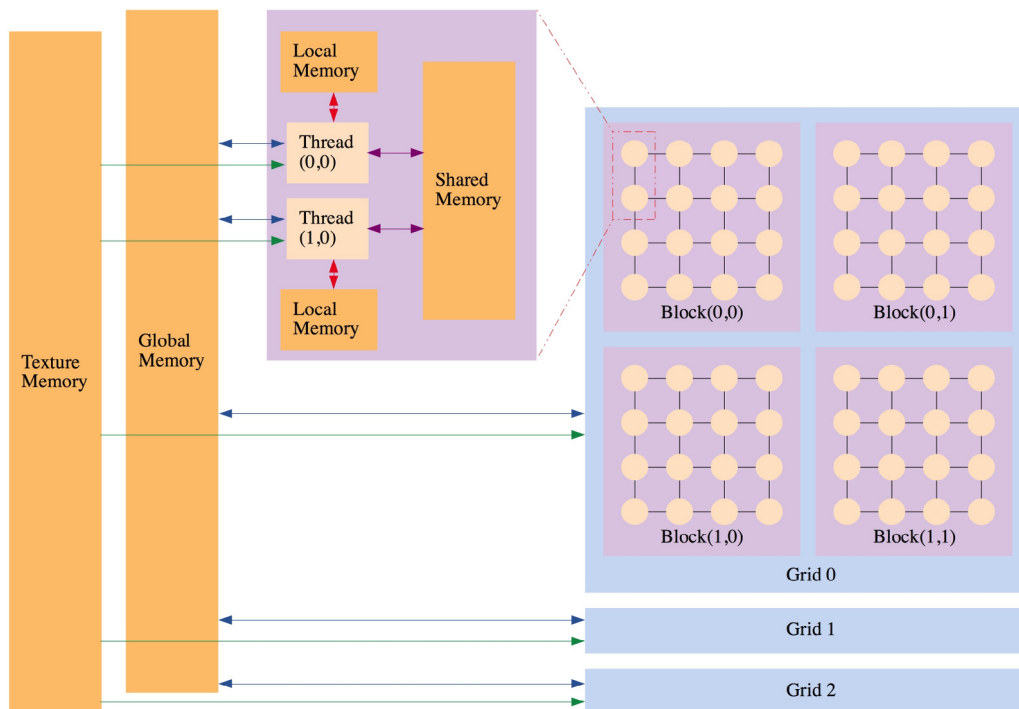 Texture
Memory
Global
Memory
Local
Memory
Thread
(0,0)
Thread
(1,0)
Local
Memory
Shared
Memory
Block(0,0)
Block(0,1)
Block(1,0)
Block(1,1)
Grid 0
Grid 1
Grid 2